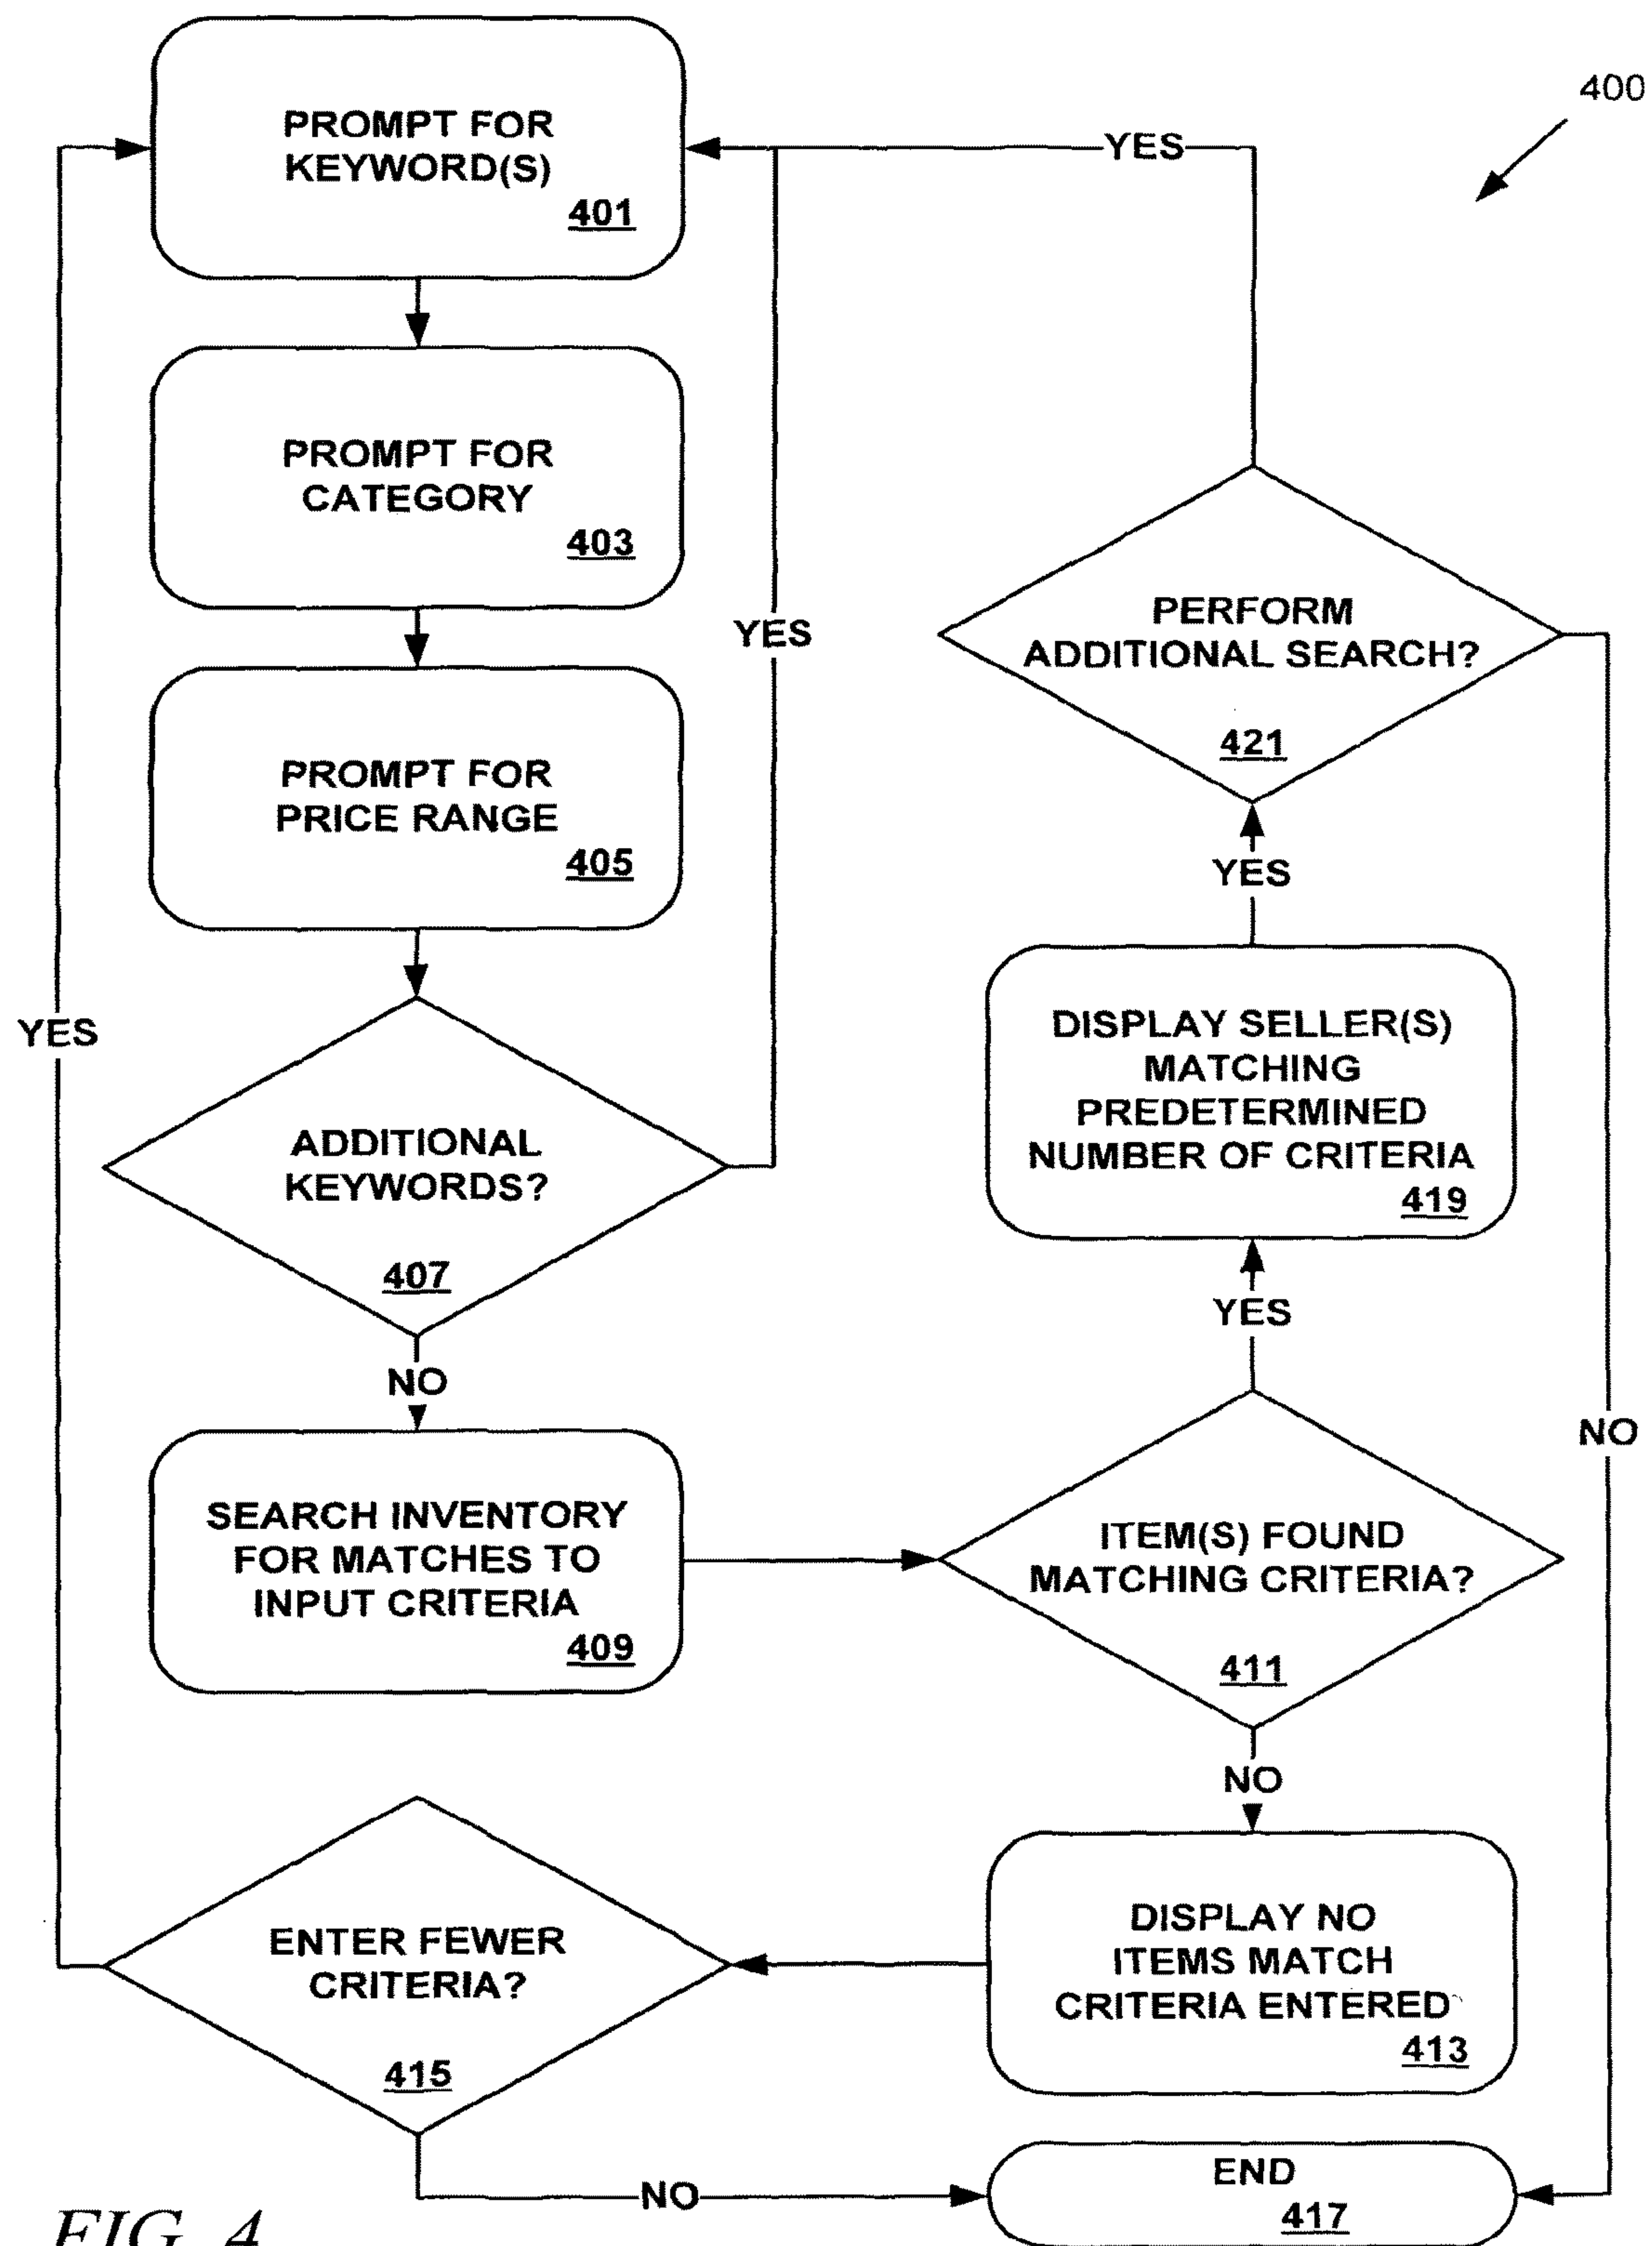 400
PROMPT FOR
KEYWORD(S)
401
YES
PROMPT FOR
CATEGORY
403
YES
PERFORM
ADDITIONAL SEARCH?
421
PROMPT FOR
PRICE RANGE
405
YES
YES
DISPLAY SELLER(S)
MATCHING
PREDETERMINED
NUMBER OF CRITERIA
419
ADDITIONAL
KEYWORDS?
407
YES
NO
NO
SEARCH INVENTORY
FOR MATCHES TO
INPUT CRITERIA
409
ITEM(S) FOUND
MATCHING CRITERIA?
411
NO
ENTER FEWER
CRITERIA?
415
DISPLAY NO
ITEMS MATCH
CRITERIA ENTERED
413
NO
END
417
FIG. 4